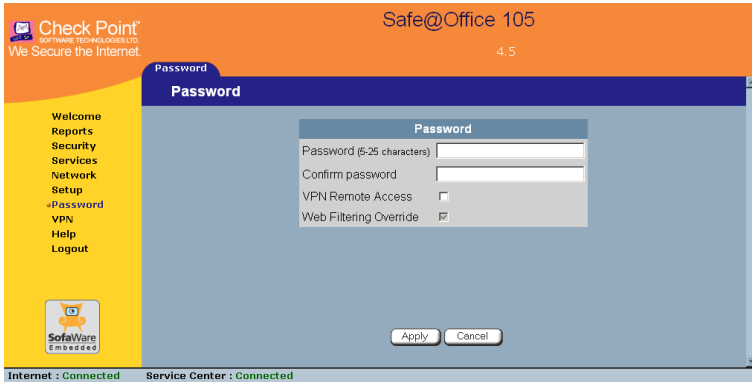 Check Point™
SOFTWARE TECHNOLOGIES LTD.
We Secure the Internet.
Safe@Office 105
4.5
Password
Password
Welcome
Reports
Security
Services
Network
Setup
Password
VPN
Help
Logout
Password
Password (5-25 characters)
Confirm password
VPN Remote Access
Web Filtering Override
Apply
Cancel
SofaWare
Embedded
Internet : Connected Service Center : Connected